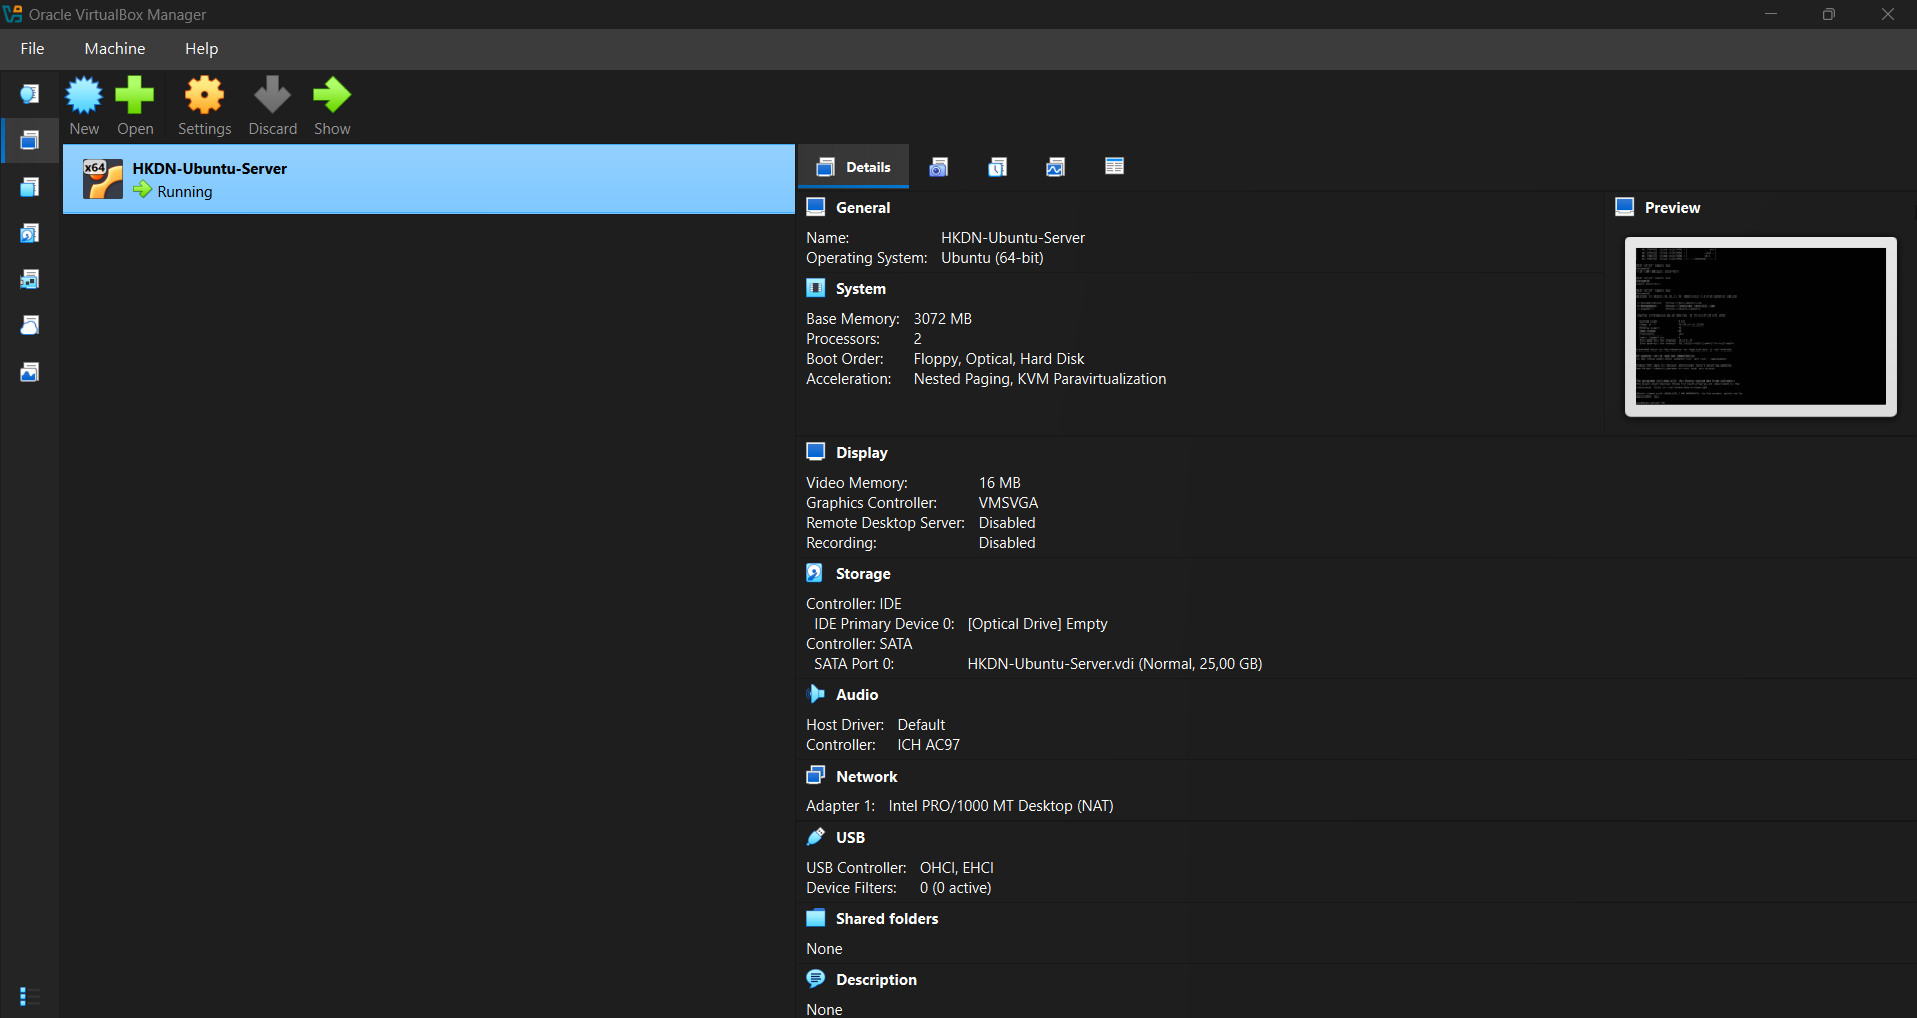 Oracle VirtualBox Manager
File Machine Help
New Open Settings Discard Show
x64 HKDN-Ubuntu-Server
Running
Details
General
Name: HKDN-Ubuntu-Server
Operating System: Ubuntu (64-bit)
Preview
System
Base Memory: 3072 MB
Processors: 2
Boot Order: Floppy, Optical, Hard Disk
Acceleration: Nested Paging, KVM Paravirtualization
Display
Video Memory: 16 MB
Graphics Controller: VMSVGA
Remote Desktop Server: Disabled
Recording: Disabled
Storage
Controller: IDE
IDE Primary Device 0: [Optical Drive] Empty
Controller: SATA
SATA Port 0: HKDN-Ubuntu-Server.vdi (Normal, 25,00 GB)
Audio
Host Driver: Default
Controller: ICH AC97
Network
Adapter 1: Intel PRO/1000 MT Desktop (NAT)
USB
USB Controller: OHCI, EHCI
Device Filters: 0 (0 active)
Shared folders
None
Description
None